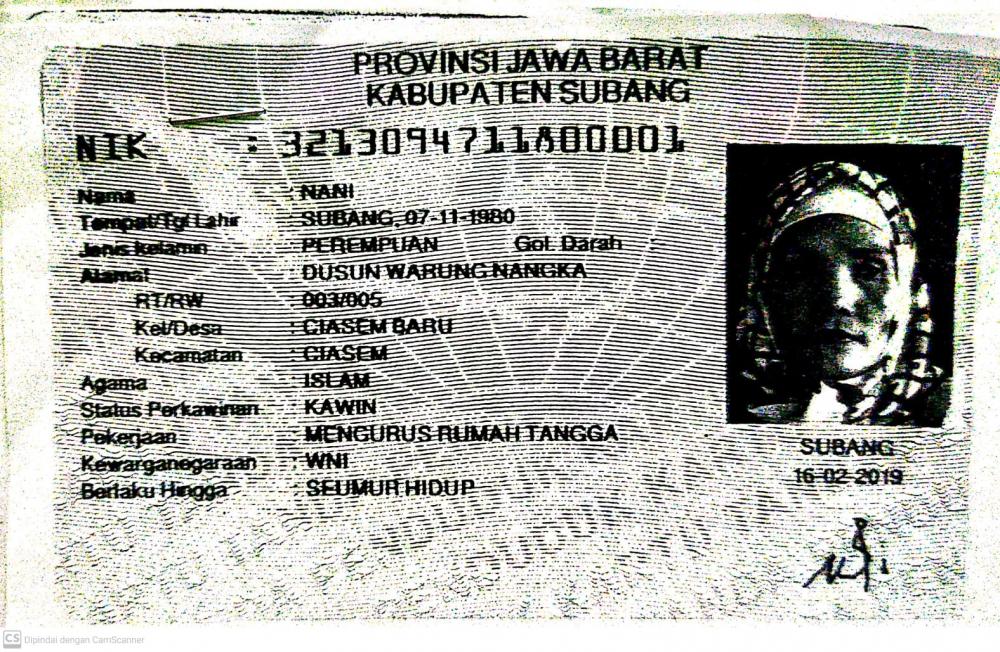 PROVINSI JAWA BARAT
KABUPATEN SUBANG
NIK : 3213094711800001
Nama : NANI
Tempat/Tgl Lahir : SUBANG, 07-11-1980
Jenis kelamin : PEREMPUAN Gol. Darah :
Alamat : DUSUN WARUNG NANGKA
RT/RW : 003/005
Kel/Desa : CIASEM BARU
Kecamatan : CIASEM
Agama : ISLAM
Status Perkawinan : KAWIN
Pekerjaan : MENGURUS RUMAH TANGGA
Kewarganegaraan : WNI
Berlaku Hingga : SEUMUR HIDUP
SUBANG
16-02-2019
CS Dipindai dengan CamScanner